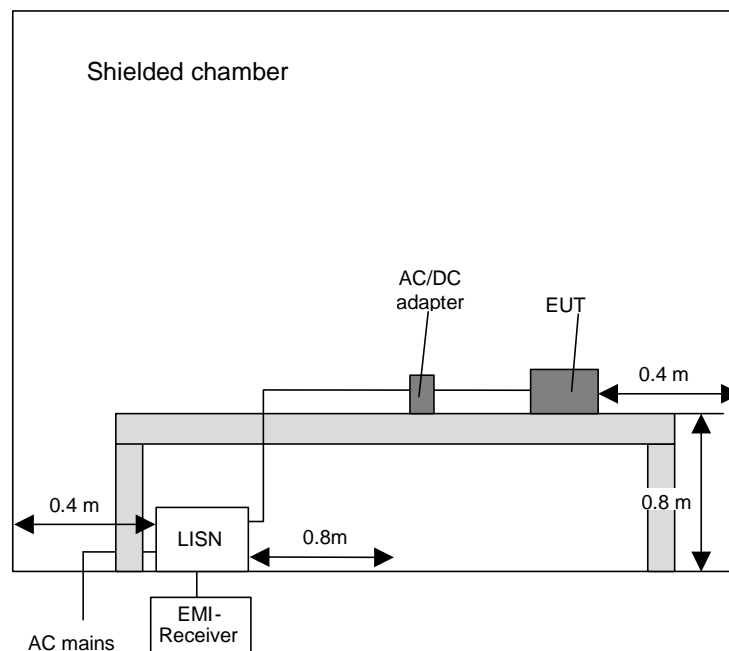 Shielded chamber
AC/DC
adapter
EUT
0.4 m
0.4 m
0.8 m
LISN
0.8m
EMI-
Receiver
AC mains